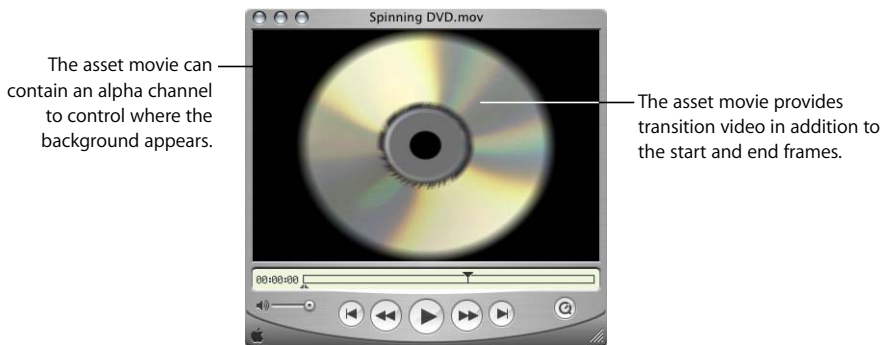 Spinning DVD.mov
The asset movie can
contain an alpha channel
to control where the
background appears.
The asset movie provides
transition video in addition to
the start and end frames.
00:00:00